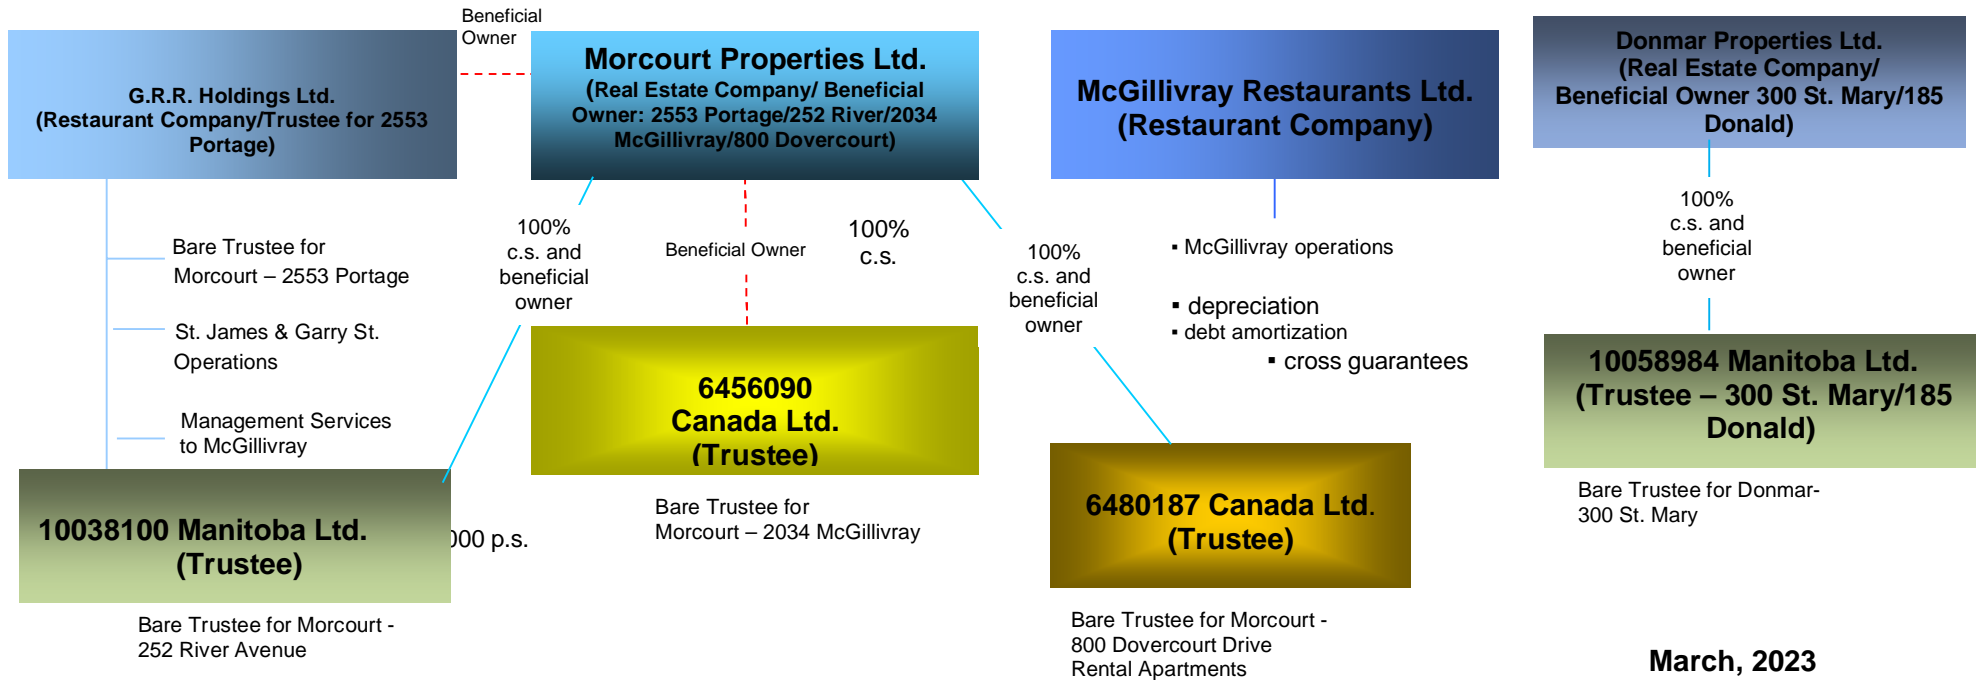 Beneficial
Owner
G.R.R. Holdings Ltd.
(Restaurant Company/Trustee for 2553
Portage)
Morcourt Properties Ltd.
(Real Estate Company/ Beneficial
Owner: 2553 Portage/252 River/2034
McGillivray/800 Dovercourt)
McGillivray Restaurants Ltd.
(Restaurant Company)
Donmar Properties Ltd.
(Real Estate Company/
Beneficial Owner 300 St. Mary/185
Donald)
Bare Trustee for
Morcourt – 2553 Portage
St. James & Garry St.
Operations
Management Services
to McGillivray
100%
c.s. and
beneficial
owner
Beneficial Owner
100%
c.s.
100%
c.s. and
beneficial
owner
▪ McGillivray operations
▪ depreciation
▪ debt amortization
▪ cross guarantees
100%
c.s. and
beneficial
owner
10038100 Manitoba Ltd.
(Trustee)
000 p.s.
Bare Trustee for Morcourt -
252 River Avenue
6456090
Canada Ltd.
(Trustee)
Bare Trustee for
Morcourt – 2034 McGillivray
6480187 Canada Ltd.
(Trustee)
Bare Trustee for Morcourt -
800 Dovercourt Drive
Rental Apartments
10058984 Manitoba Ltd.
(Trustee – 300 St. Mary/185
Donald)
Bare Trustee for Donmar-
300 St. Mary
March, 2023